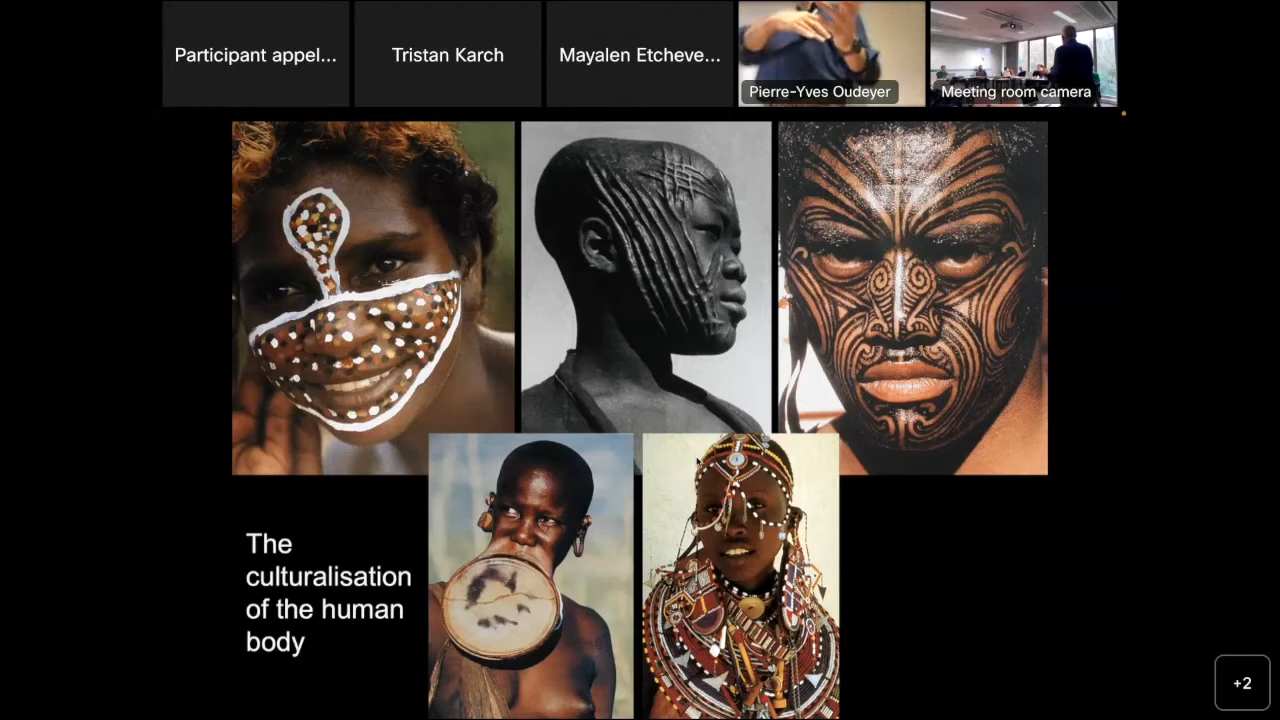 Participant appel...
Tristan Karch
Mayalen Etcheve...
Pierre-Yves Oudeyer
Meeting room camera
The
culturalisation
of the human
body
+2